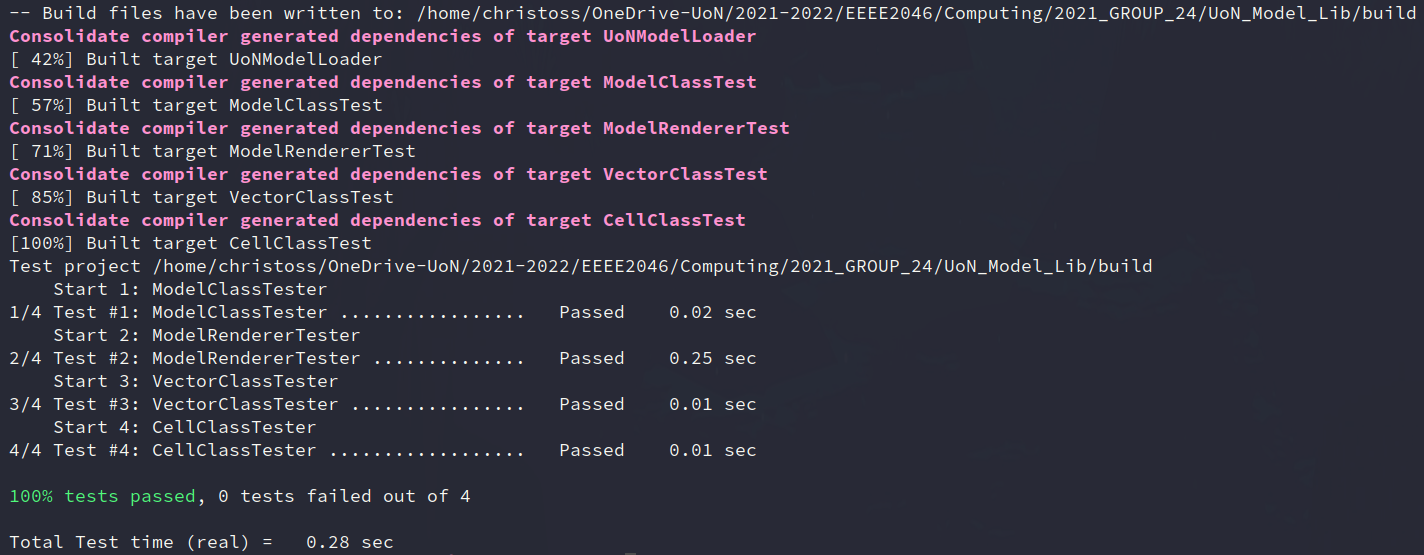 -- Build files have been written to: /home/christoss/OneDrive-UoN/2021-2022/EEEE2046/Computing/2021_GROUP_24/UoN_Model_Lib/build
Consolidate compiler generated dependencies of target UoNModelLoader
[ 42%] Built target UoNModelLoader
Consolidate compiler generated dependencies of target ModelClassTest
[ 57%] Built target ModelClassTest
Consolidate compiler generated dependencies of target ModelRendererTest
[ 71%] Built target ModelRendererTest
Consolidate compiler generated dependencies of target VectorClassTest
[ 85%] Built target VectorClassTest
Consolidate compiler generated dependencies of target CellClassTest
[100%] Built target CellClassTest
Test project /home/christoss/OneDrive-UoN/2021-2022/EEEE2046/Computing/2021_GROUP_24/UoN_Model_Lib/build
    Start 1: ModelClassTester
1/4 Test #1: ModelClassTester .................   Passed    0.02 sec
    Start 2: ModelRendererTester
2/4 Test #2: ModelRendererTester ..............   Passed    0.25 sec
    Start 3: VectorClassTester
3/4 Test #3: VectorClassTester ................   Passed    0.01 sec
    Start 4: CellClassTester
4/4 Test #4: CellClassTester ..................   Passed    0.01 sec

100% tests passed, 0 tests failed out of 4

Total Test time (real) =   0.28 sec